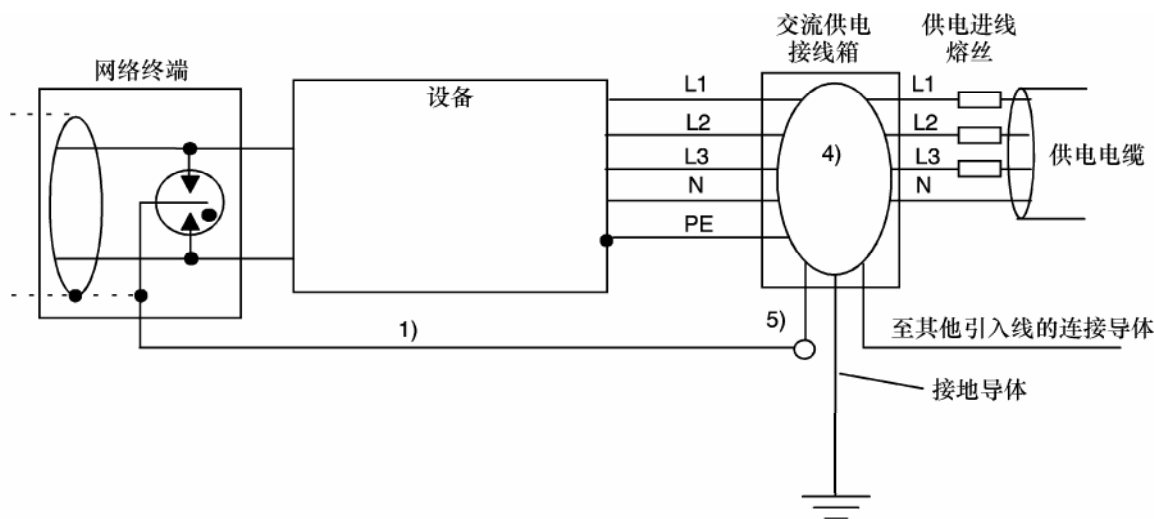 交流供电
接线箱
供电进线
熔丝
网络终端
设备
L1
L2
L3
N
PE
4)
L1
L2
L3
N
供电电缆
1)
5)
至其他引入线的连接导体
接地导体